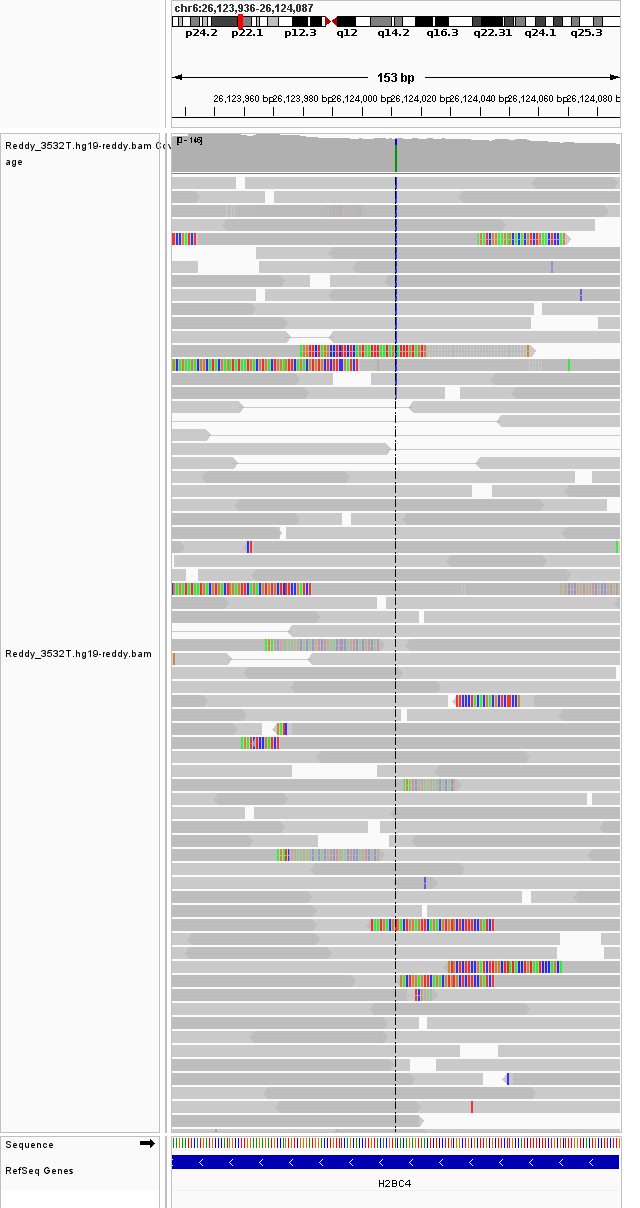 chr6:26,123,936-26,124,087
p24.2 p22.1 p12.3 q12 q14.2 q16.3 q22.31 q24.1 q25.3
153 bp
26,123,960 bp 26,123,980 bp 26,124,000 bp 26,124,020 bp 26,124,040 bp 26,124,060 bp 26,124,080 b
Reddy_3532T.hg19-reddy.bam Cov
age
[0 - 146]
Reddy_3532T.hg19-reddy.bam
Sequence
RefSeq Genes
H2BC4